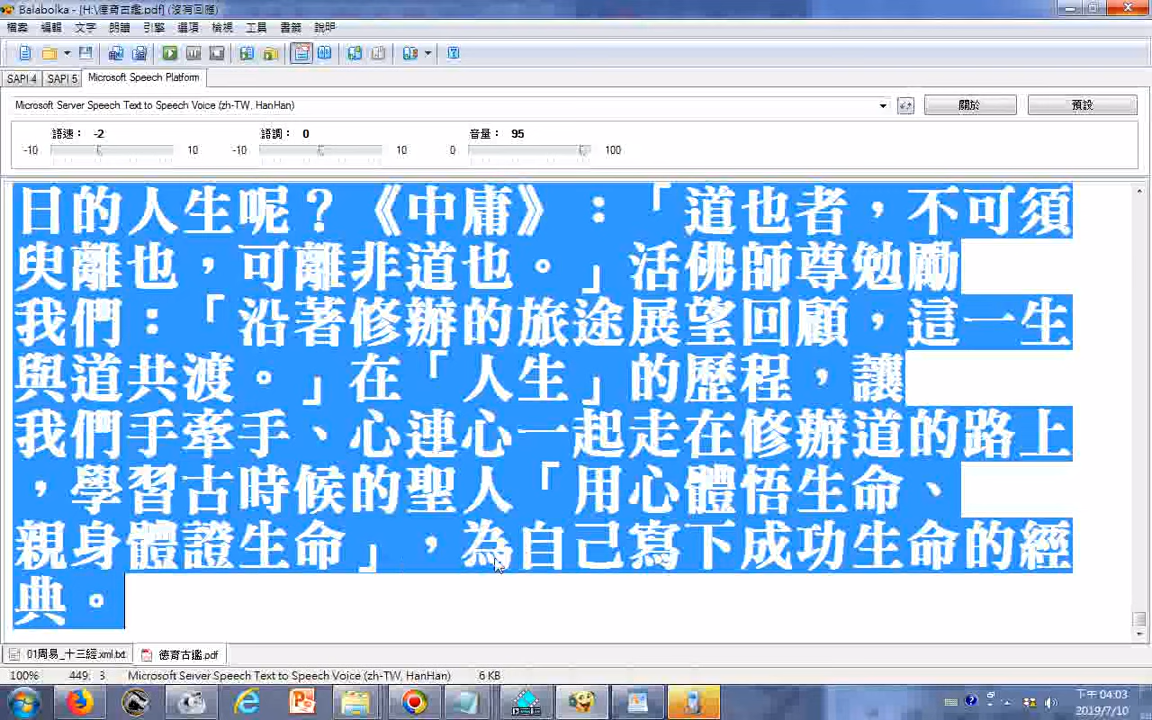 Balabolka - [H:\德育古鑑.pdf] (沒有回應)
檔案 編輯 文字 朗讀 引擎 選項 檢視 工具 書籤 說明
SAPI 4 SAPI 5 Microsoft Speech Platform
Microsoft Server Speech Text to Speech Voice (zh-TW, HanHan) 關於 預設
語速： -2 語調： 0 音量： 95
-10 10 -10 10 0 100
日的人生呢？《中庸》：「道也者，不可須
臾離也，可離非道也。」活佛師尊勉勵
我們：「沿著修辦的旅途展望回顧，這一生
與道共渡。」在「人生」的歷程，讓
我們手牽手、心連心一起走在修辦道的路上
，學習古時候的聖人「用心體悟生命、
親身體證生命」，為自己寫下成功生命的經
典。
01周易_十三經.xml.txt 德育古鑑.pdf
100% 449, 3 Microsoft Server Speech Text to Speech Voice (zh-TW, HanHan) 6 KB
下午 04:03
2019/7/10